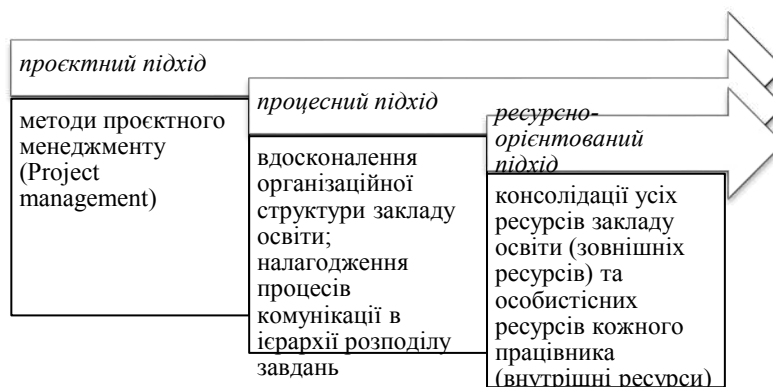 проєктний підхід
методи проєктного
менеджменту
(Project
management)
процесний підхід
вдосконалення
організаційної
структури закладу
освіти;
налагодження
процесів
комунікації в
ієрархії розподілу
завдань
ресурсно-
орієнтований
підхід
консолідації усіх
ресурсів закладу
освіти (зовнішніх
ресурсів) та
особистісних
ресурсів кожного
працівника
(внутрішні ресурси)